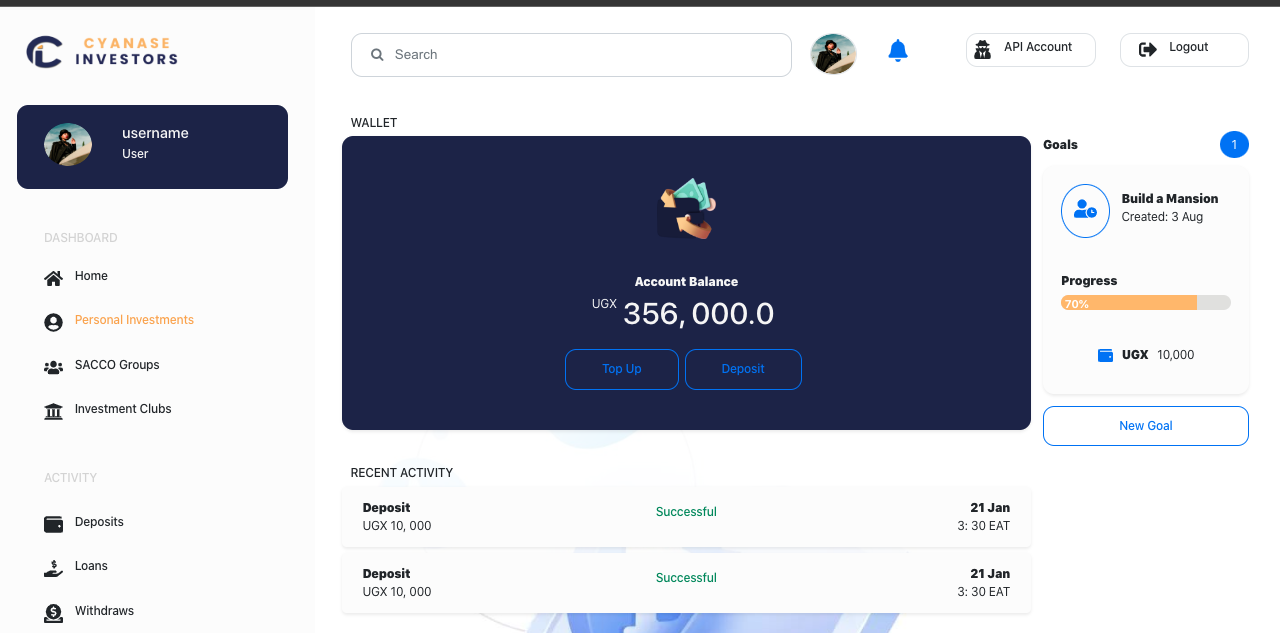 CYANASE
INVESTORS
username
User
DASHBOARD
Home
Personal Investments
SACCO Groups
Investment Clubs
ACTIVITY
Deposits
Loans
Withdraws
Search
API Account
Logout
WALLET
Account Balance
UGX 356, 000.0
Top Up
Deposit
RECENT ACTIVITY
Deposit
UGX 10, 000
Successful
21 Jan
3: 30 EAT
Deposit
UGX 10, 000
Successful
21 Jan
3: 30 EAT
Goals
1
Build a Mansion
Created: 3 Aug
Progress
70%
UGX 10,000
New Goal